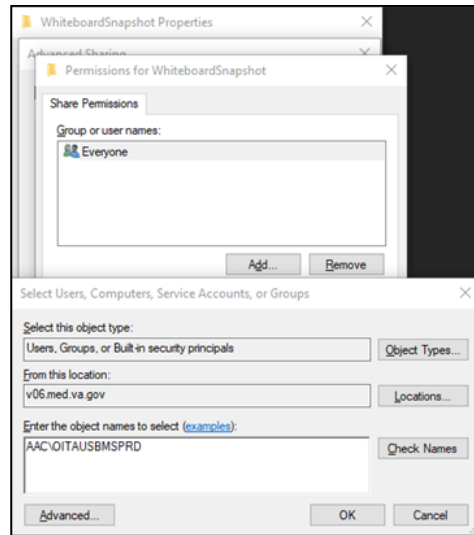 WhiteboardSnapshot Properties
Advanced Sharing
Permissions for WhiteboardSnapshot
Share Permissions
Group or user names:
Everyone
Add... Remove
Select Users, Computers, Service Accounts, or Groups
Select this object type:
Users, Groups, or Built-in security principals Object Types...
From this location:
v06.med.va.gov Locations...
Enter the object names to select (examples):
AAC\OITAUSBMSPRD Check Names
Advanced... OK Cancel